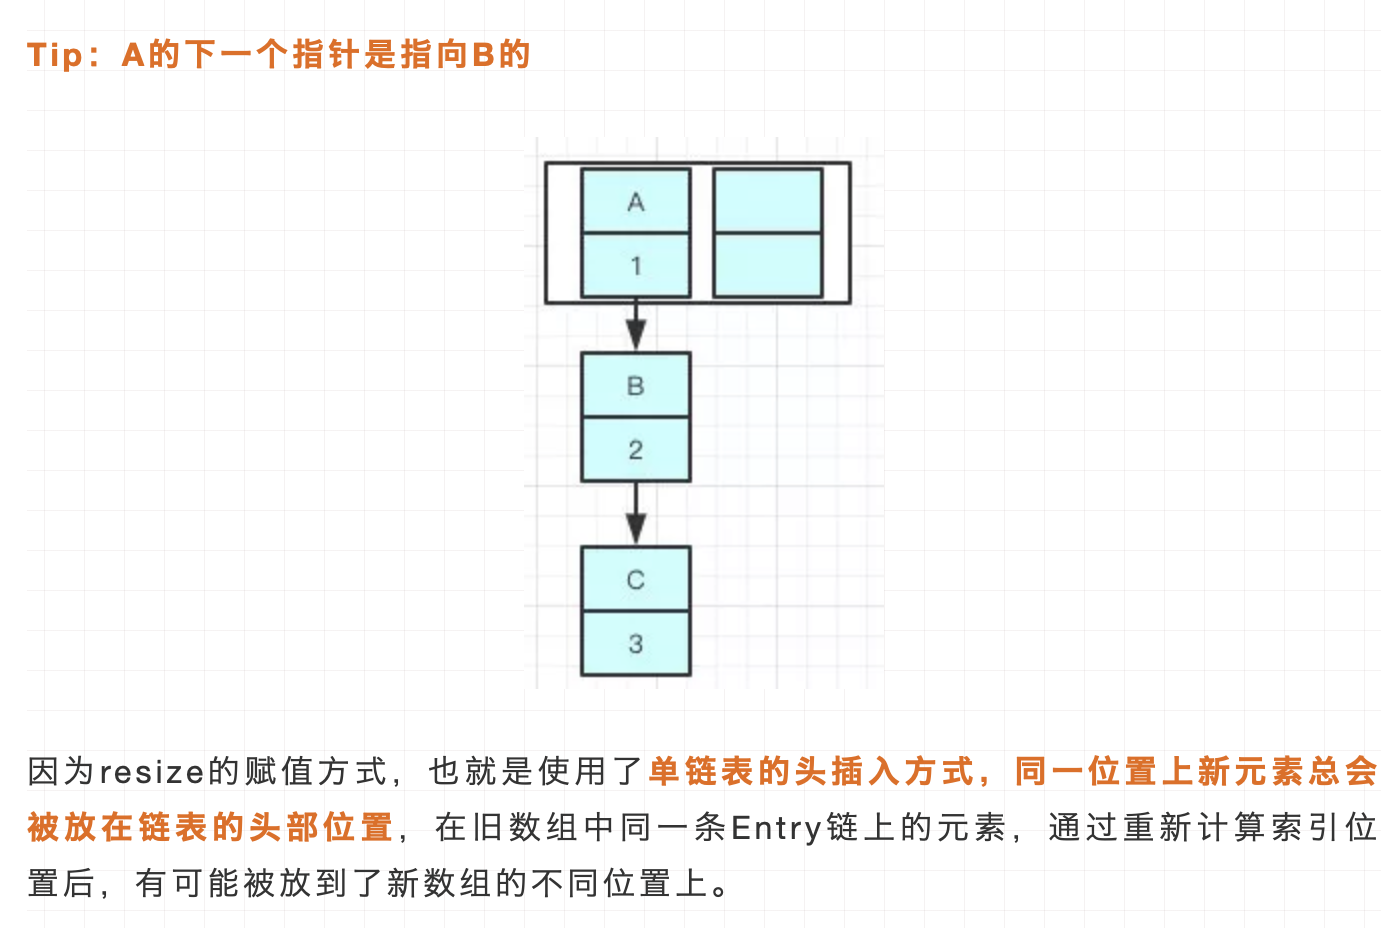 Tip：A的下一个指针是指向B的
A
1
B
2
C
3
因为resize的赋值方式，也就是使用了单链表的头插入方式，同一位置上新元素总会
被放在链表的头部位置，在旧数组中同一条Entry链上的元素，通过重新计算索引位
置后，有可能被放到了新数组的不同位置上。